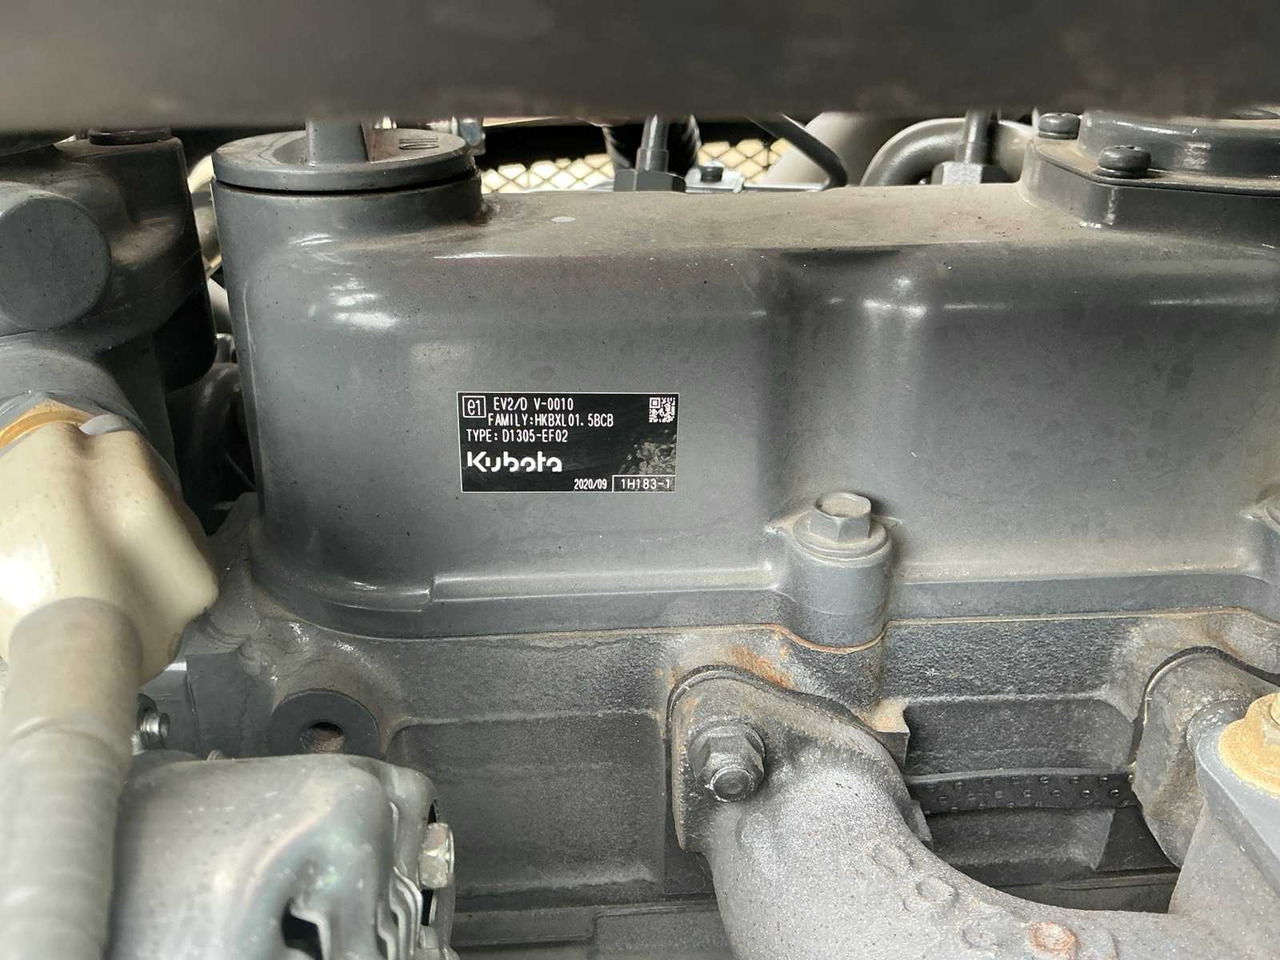 e1 EV2/D V-0010
FAMILY:HKBXL01.5BCB
TYPE:D1305-EF02
Kubota
2020/09 1H183-1